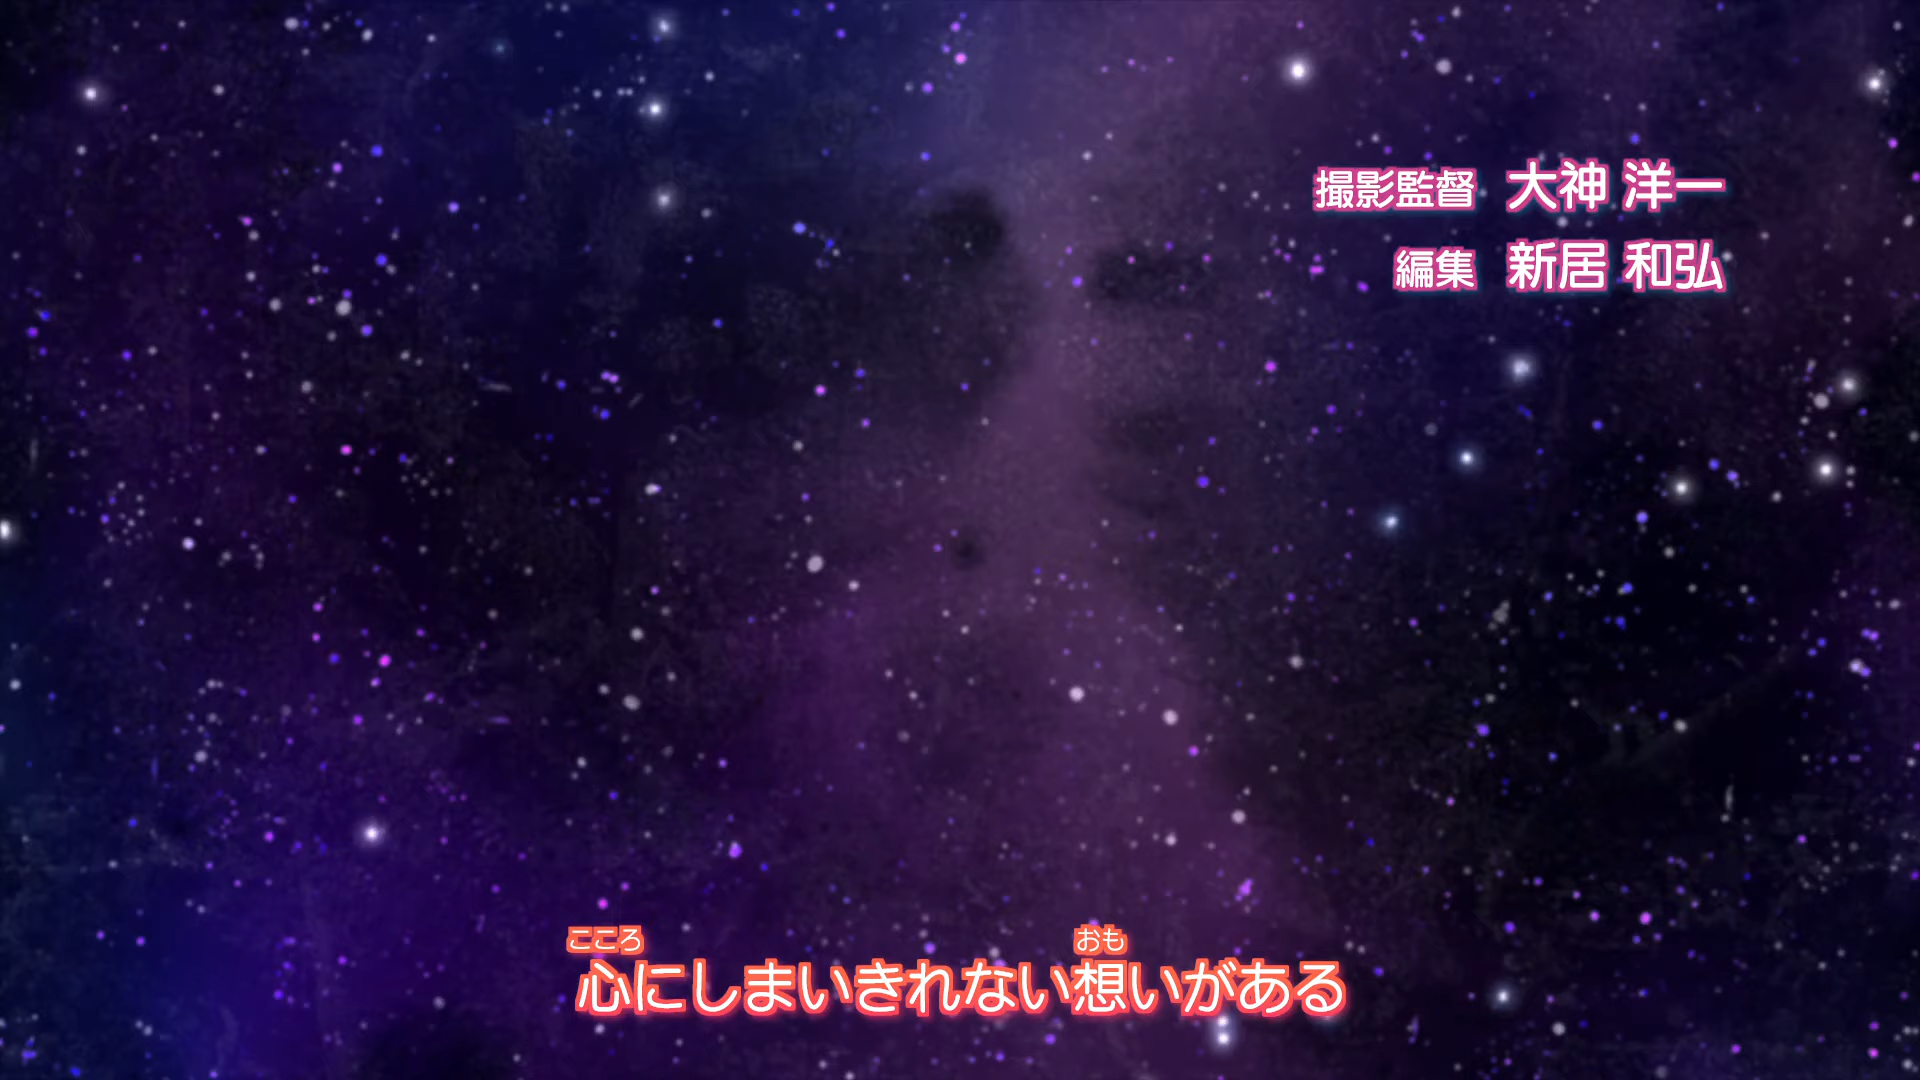 撮影監督 大神 洋一
編集 新居 和弘
こころ おも
心にしまいきれない想いがある